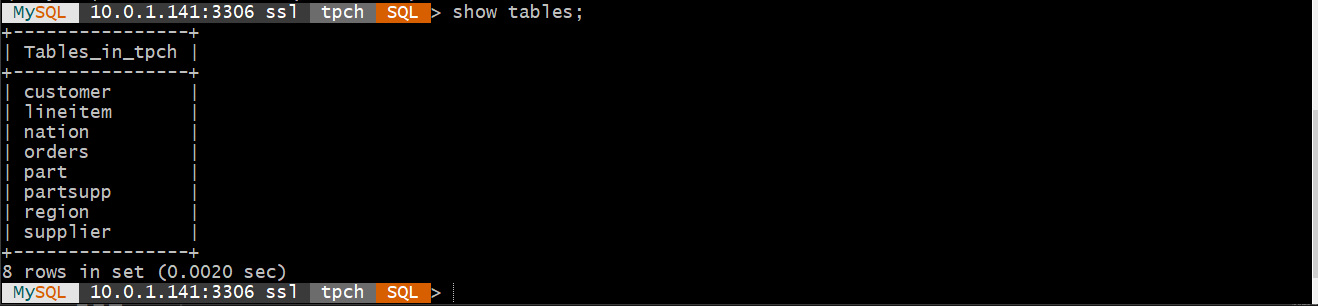 MySQL 10.0.1.141:3306 ssl tpch SQL> show tables;
+----------------+
| Tables_in_tpch |
+----------------+
| customer       |
| lineitem       |
| nation         |
| orders         |
| part           |
| partsupp       |
| region         |
| supplier       |
+----------------+
8 rows in set (0.0020 sec)
MySQL 10.0.1.141:3306 ssl tpch SQL>